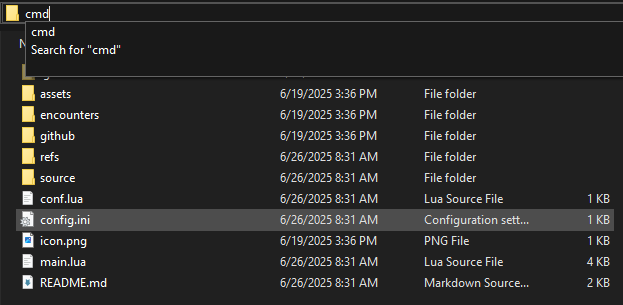 cmd
cmd
Search for "cmd"
assets 6/19/2025 3:36 PM File folder
encounters 6/19/2025 3:36 PM File folder
github 6/19/2025 3:36 PM File folder
refs 6/26/2025 8:31 AM File folder
source 6/26/2025 8:31 AM File folder
conf.lua 6/26/2025 8:31 AM Lua Source File 1 KB
config.ini 6/26/2025 8:31 AM Configuration sett... 1 KB
icon.png 6/19/2025 3:36 PM PNG File 1 KB
main.lua 6/26/2025 8:31 AM Lua Source File 4 KB
README.md 6/26/2025 8:31 AM Markdown Source... 2 KB